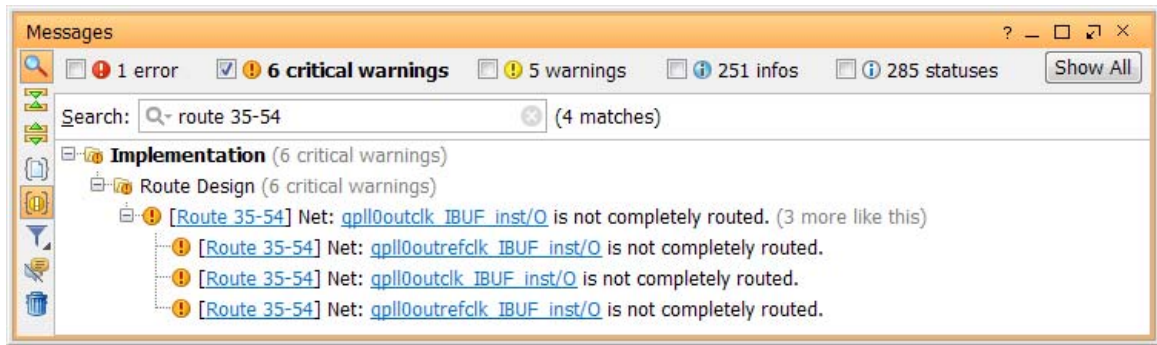 Messages
1 error 6 critical warnings 5 warnings 251 infos 285 statuses Show All
Search: route 35-54 (4 matches)
Implementation (6 critical warnings)
Route Design (6 critical warnings)
[Route 35-54] Net: qpll0outclk_IBUF_inst/O is not completely routed. (3 more like this)
[Route 35-54] Net: qpll0outrefclk_IBUF_inst/O is not completely routed.
[Route 35-54] Net: qpll0outclk_IBUF_inst/O is not completely routed.
[Route 35-54] Net: qpll0outrefclk_IBUF_inst/O is not completely routed.